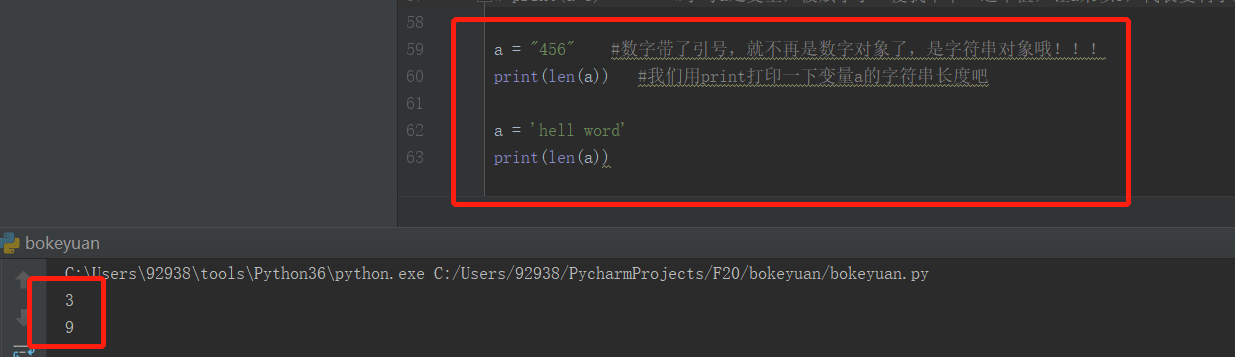 58
59 a = "456" #数字带了引号，就不再是数字对象了，是字符串对象哦！！！
60 print(len(a)) #我们用print打印一下变量a的字符串长度吧
61
62 a = 'hell word'
63 print(len(a))
bokeyuan
C:\Users\92938\tools\Python36\python.exe C:/Users/92938/PycharmProjects/F20/bokeyuan/bokeyuan.py
3
9